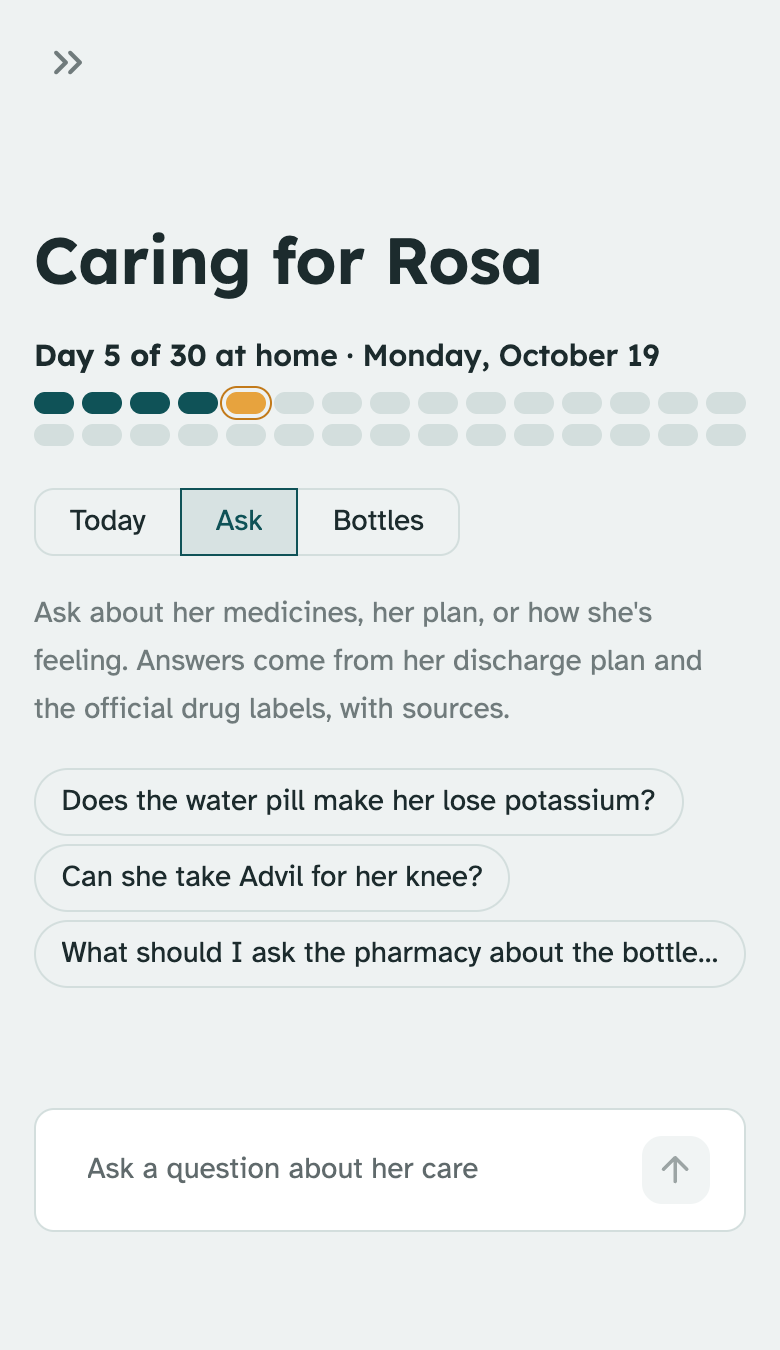 Caring for Rosa
Day 5 of 30 at home · Monday, October 19
Today
Ask
Bottles
Ask about her medicines, her plan, or how she's
feeling. Answers come from her discharge plan and
the official drug labels, with sources.
Does the water pill make her lose potassium?
Can she take Advil for her knee?
What should I ask the pharmacy about the bottle...
Ask a question about her care